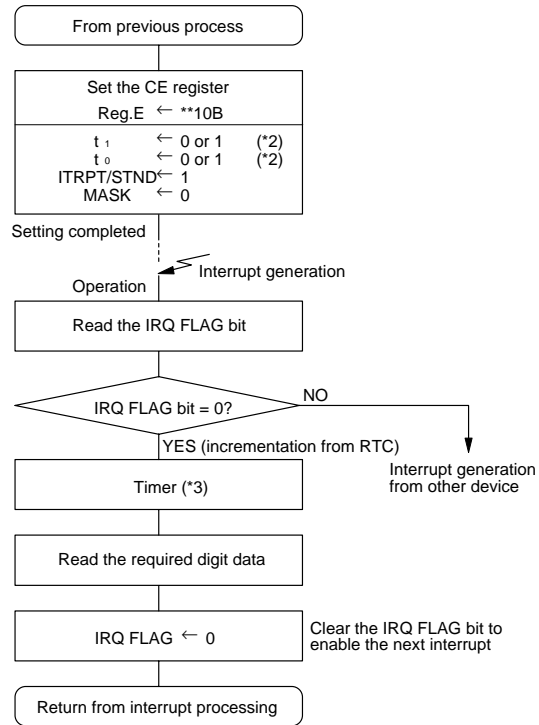 From previous process
Set the CE register
Reg.E ← **10B
t 1 ← 0 or 1 (*2)
t 0 ← 0 or 1 (*2)
ITRPT/STND ← 1
MASK ← 0
Setting completed
Interrupt generation
Operation
Read the IRQ FLAG bit
IRQ FLAG bit = 0?
NO
YES (incrementation from RTC)
Interrupt generation
from other device
Timer (*3)
Read the required digit data
IRQ FLAG ← 0
Clear the IRQ FLAG bit to
enable the next interrupt
Return from interrupt processing